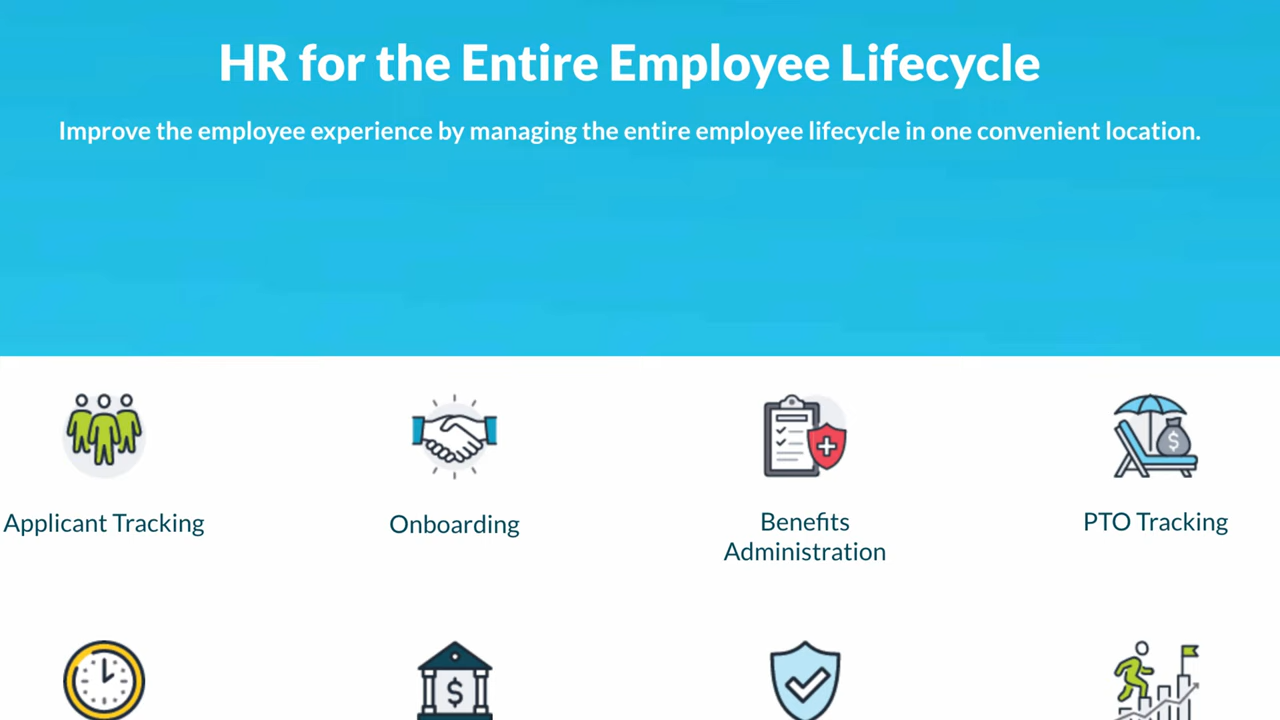 HR for the Entire Employee Lifecycle
Improve the employee experience by managing the entire employee lifecycle in one convenient location.
Applicant Tracking
Onboarding
Benefits
Administration
PTO Tracking
$
$